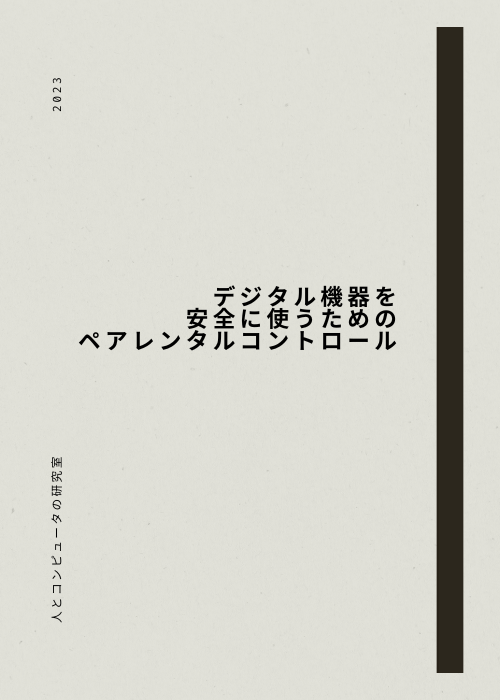 2023
デジタル機器を
安全に使うための
ペアレンタルコントロール
人とコンピュータの研究室